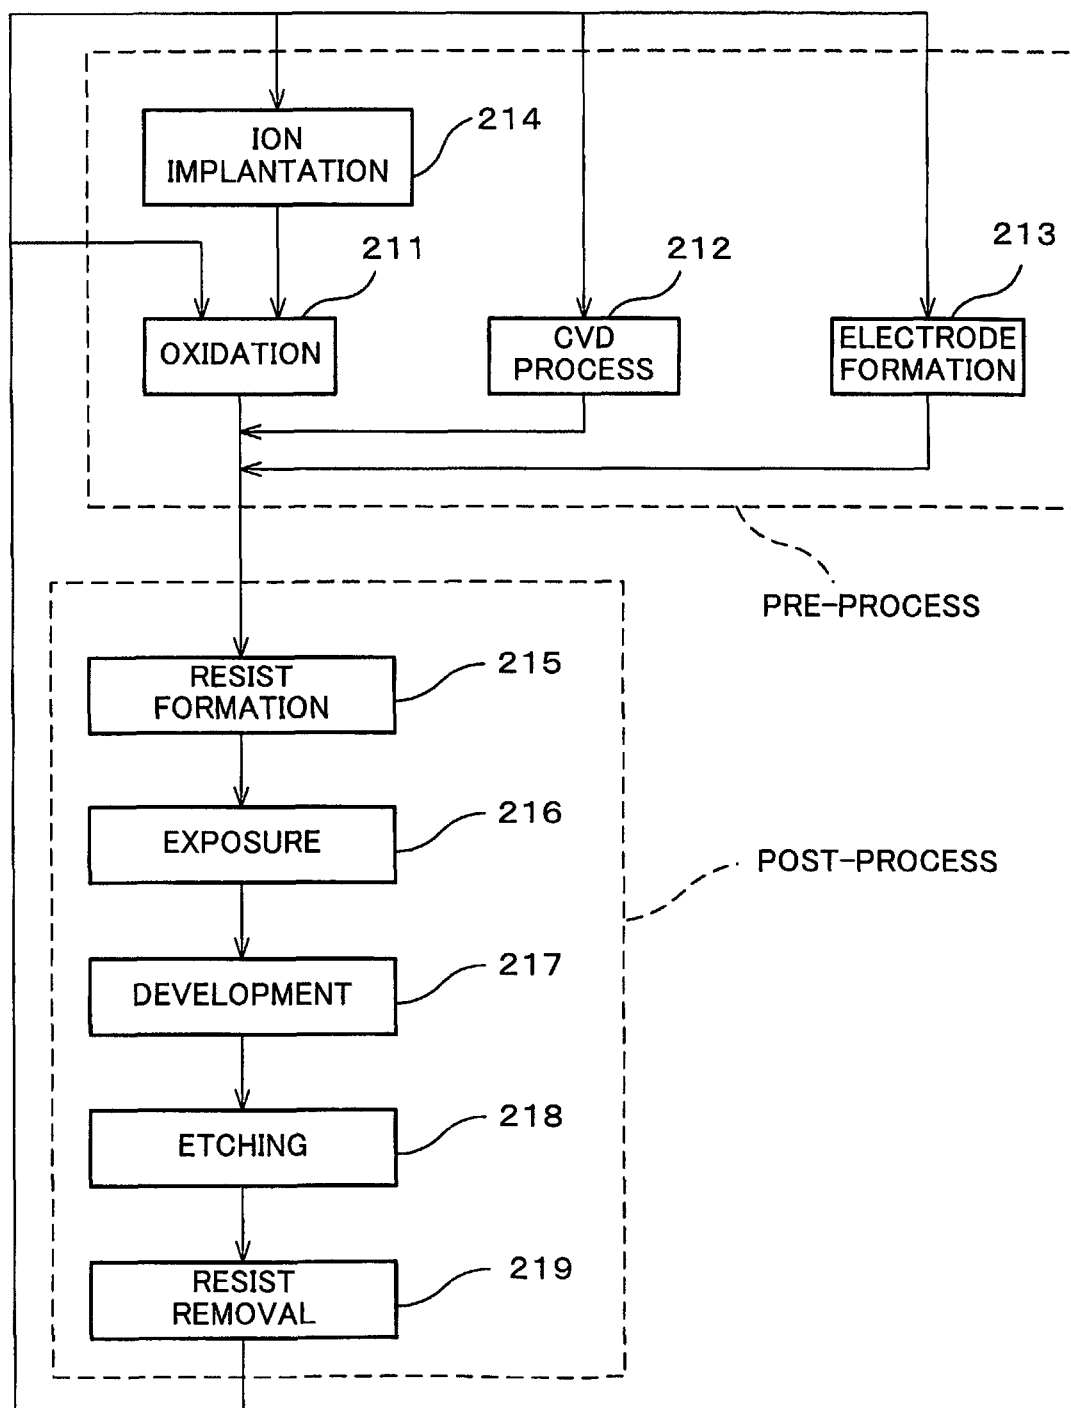 214
ION
IMPLANTATION
211
212
213
OXIDATION
CVD
PROCESS
ELECTRODE
FORMATION
PRE-PROCESS
215
RESIST
FORMATION
216
EXPOSURE
POST-PROCESS
217
DEVELOPMENT
218
ETCHING
219
RESIST
REMOVAL